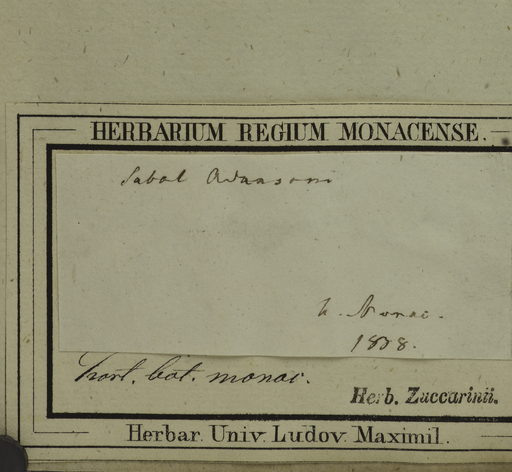 HERBARIUM REGIUM MONACENSE.
Sabal Adansoni
h. Monac.
1838.
hort. bot. monac.
Herb. Zuccarinii.
Herbar. Univ. Ludov. Maximil.